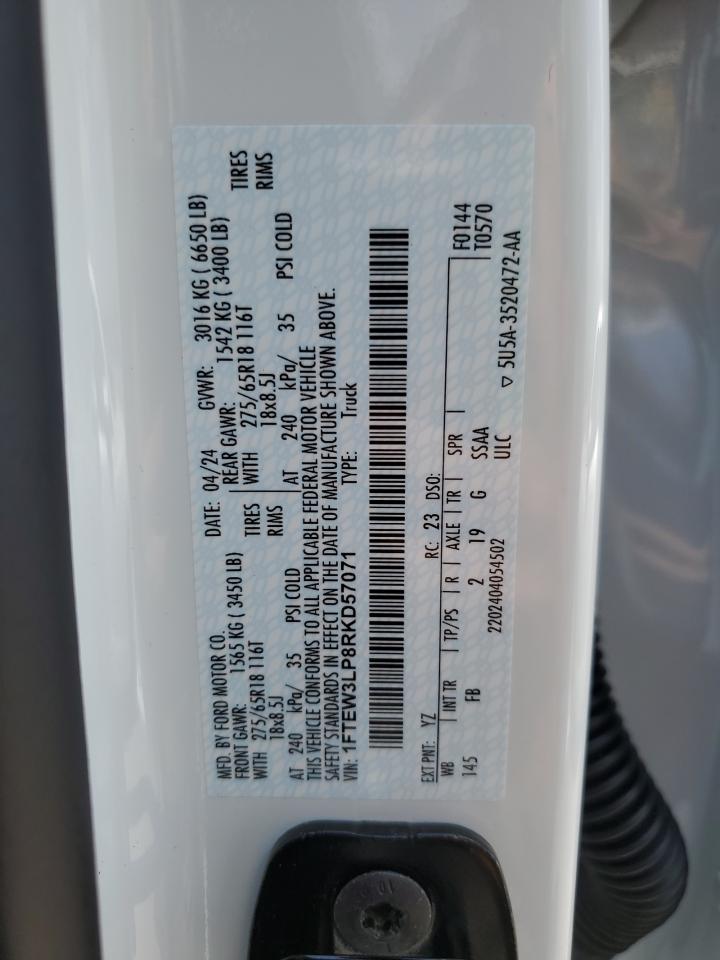 MFD. BY FORD MOTOR CO.
DATE: 04/24 GVWR: 3016 KG ( 6650 LB)
FRONT GAWR: 1565 KG ( 3450 LB)
REAR GAWR: 1542 KG ( 3400 LB)
WITH 275/65R18 116T TIRES
WITH 275/65R18 116T TIRES
18x8.5J RIMS
18x8.5J RIMS
AT 240 kPa/ 35 PSI COLD
AT 240 kPa/ 35 PSI COLD
THIS VEHICLE CONFORMS TO ALL APPLICABLE FEDERAL MOTOR VEHICLE
SAFETY STANDARDS IN EFFECT ON THE DATE OF MANUFACTURE SHOWN ABOVE.
VIN: 1FTEW3LP8RKD57071 TYPE: Truck
EXT PNT: YZ RC: 23 DSO:
F0144
WB INT TR TP/PS R AXLE TR SPR
T0570
145 FB 2 19 G SSAA
2202404054502 ULC
▽ 5U5A-3520472-AA
10